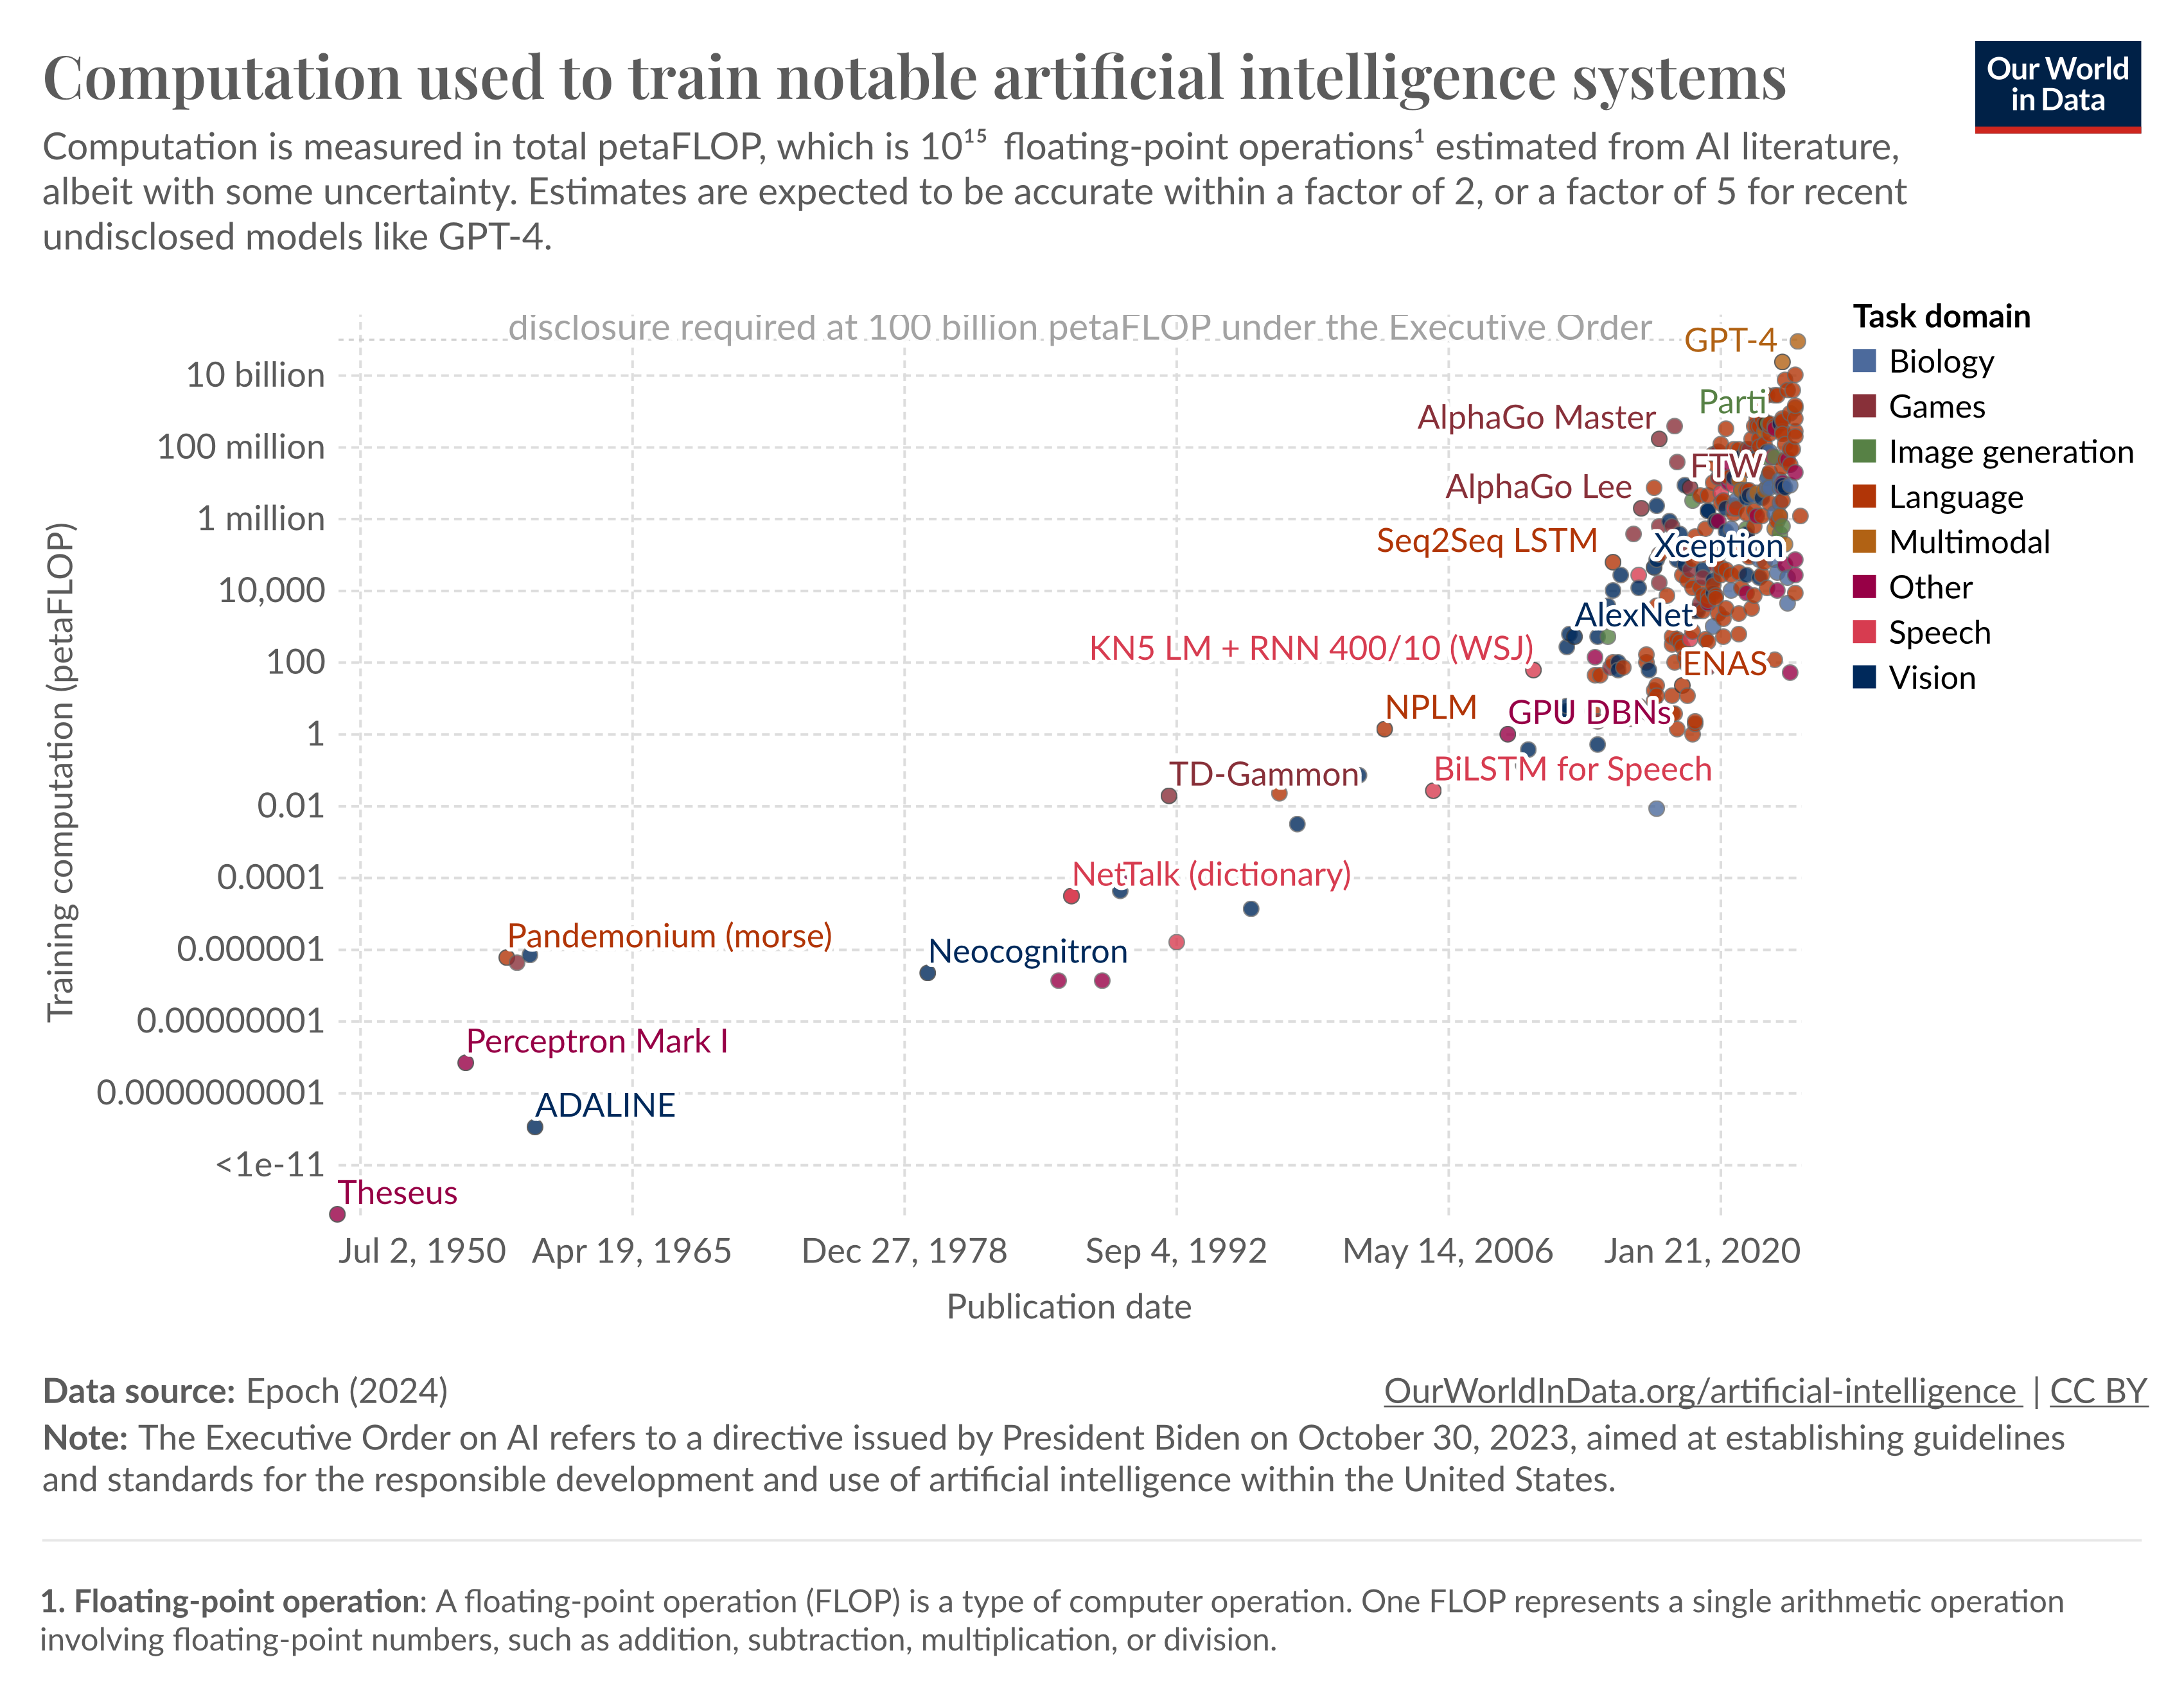 Computation used to train notable artificial intelligence systems
Our World
in Data
Computation is measured in total petaFLOP, which is 10¹⁵ floating-point operations¹ estimated from AI literature,
albeit with some uncertainty. Estimates are expected to be accurate within a factor of 2, or a factor of 5 for recent
undisclosed models like GPT-4.
disclosure required at 100 billion petaFLOP under the Executive Order
Training computation (petaFLOP)
10 billion
100 million
1 million
10,000
100
1
0.01
0.0001
0.000001
0.00000001
0.0000000001
<1e-11
GPT-4
Parti
AlphaGo Master
FTW
AlphaGo Lee
Seq2Seq LSTM
Xception
AlexNet
KN5 LM + RNN 400/10 (WSJ)
ENAS
NPLM
GPU DBNs
TD-Gammon
BiLSTM for Speech
NetTalk (dictionary)
Pandemonium (morse)
Neocognitron
Perceptron Mark I
ADALINE
Theseus
Jul 2, 1950
Apr 19, 1965
Dec 27, 1978
Sep 4, 1992
May 14, 2006
Jan 21, 2020
Publication date
Task domain
Biology
Games
Image generation
Language
Multimodal
Other
Speech
Vision
Data source: Epoch (2024)
OurWorldInData.org/artificial-intelligence | CC BY
Note: The Executive Order on AI refers to a directive issued by President Biden on October 30, 2023, aimed at establishing guidelines
and standards for the responsible development and use of artificial intelligence within the United States.
1. Floating-point operation: A floating-point operation (FLOP) is a type of computer operation. One FLOP represents a single arithmetic operation
involving floating-point numbers, such as addition, subtraction, multiplication, or division.